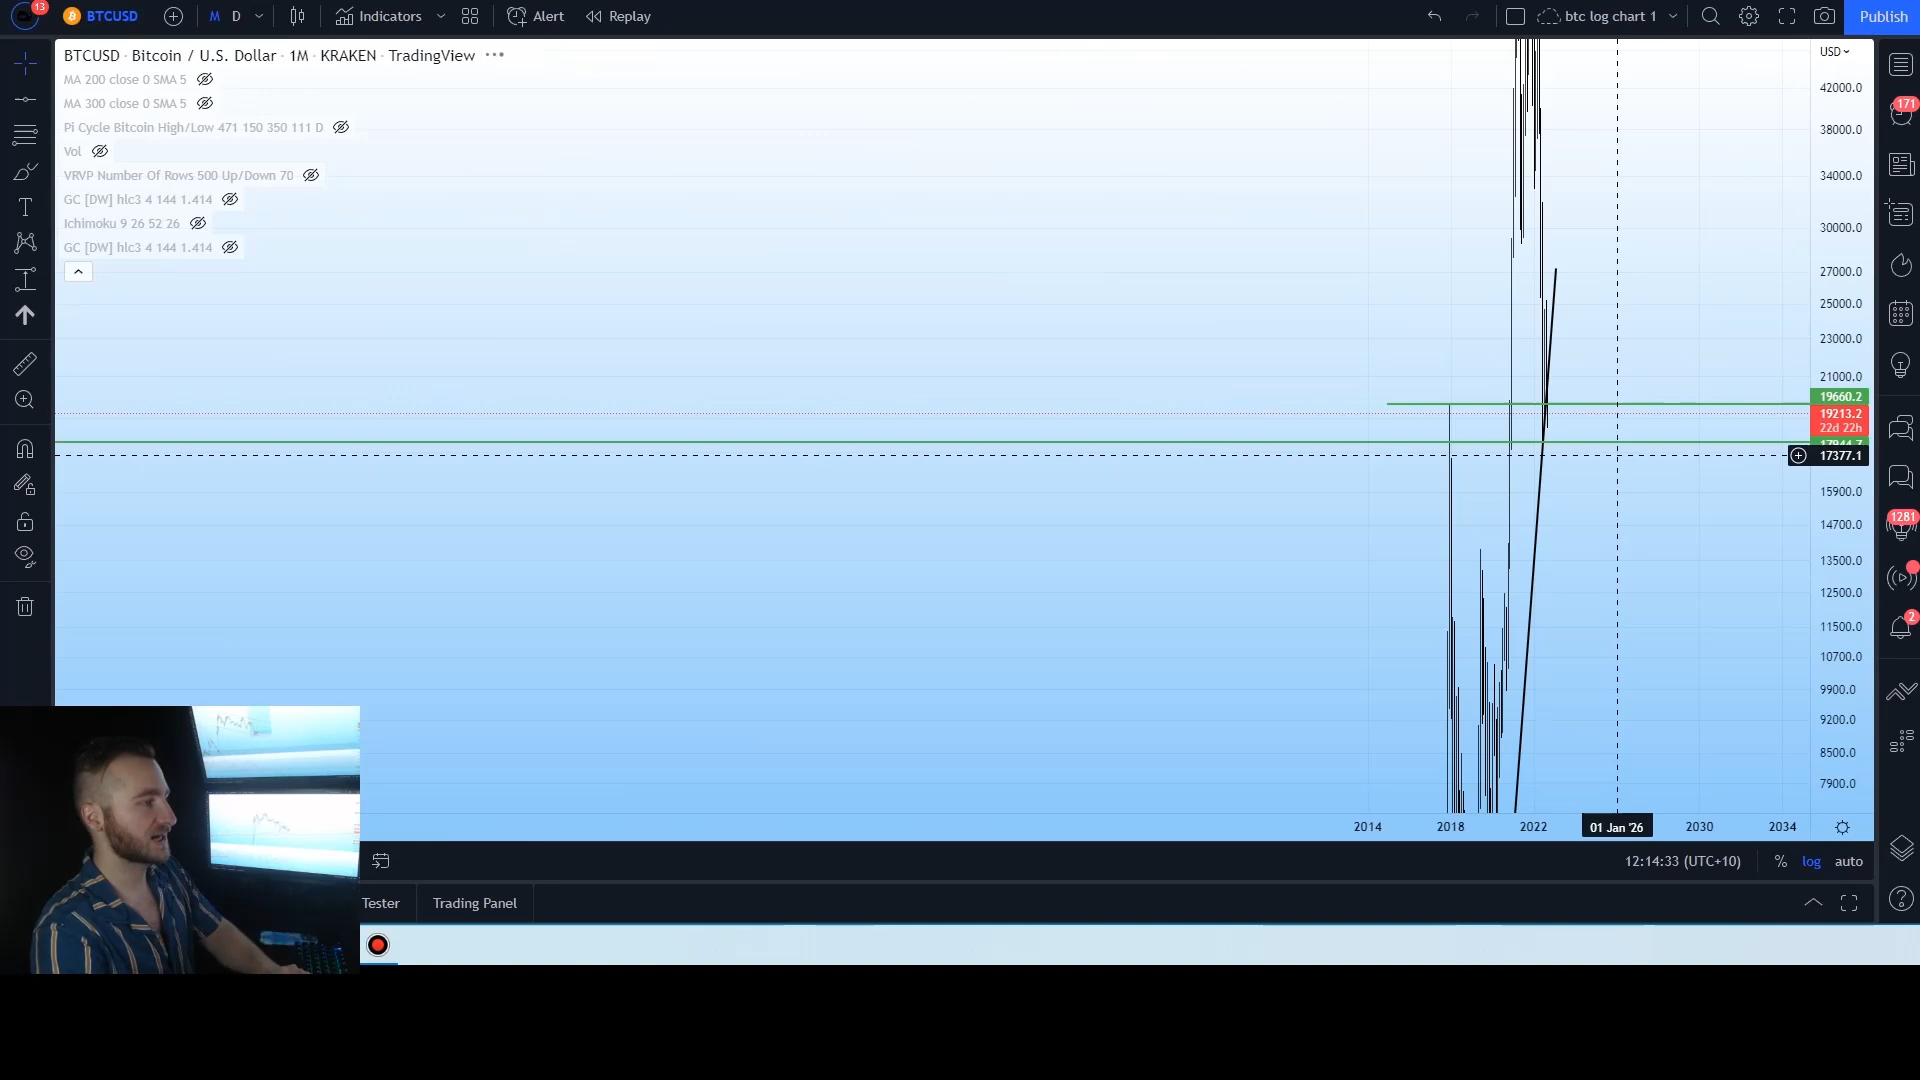 13
BTCUSD
M
D
Indicators
Alert
Replay
btc log chart 1
Publish
BTCUSD · Bitcoin / U.S. Dollar · 1M · KRAKEN · TradingView
USD
MA 200 close 0 SMA 5
MA 300 close 0 SMA 5
Pi Cycle Bitcoin High/Low 471 150 350 111 D
Vol
VRVP Number Of Rows 500 Up/Down 70
GC [DW] hlc3 4 144 1.414
Ichimoku 9 26 52 26
GC [DW] hlc3 4 144 1.414
42000.0
38000.0
34000.0
30000.0
27000.0
25000.0
23000.0
21000.0
19660.2
19213.2
22d 22h
17944.7
17377.1
15900.0
14700.0
13500.0
12500.0
11500.0
10700.0
9900.0
9200.0
8500.0
7900.0
171
1281
2
2014
2018
2022
01 Jan '26
2030
2034
12:14:33 (UTC+10)
%
log
auto
Tester
Trading Panel